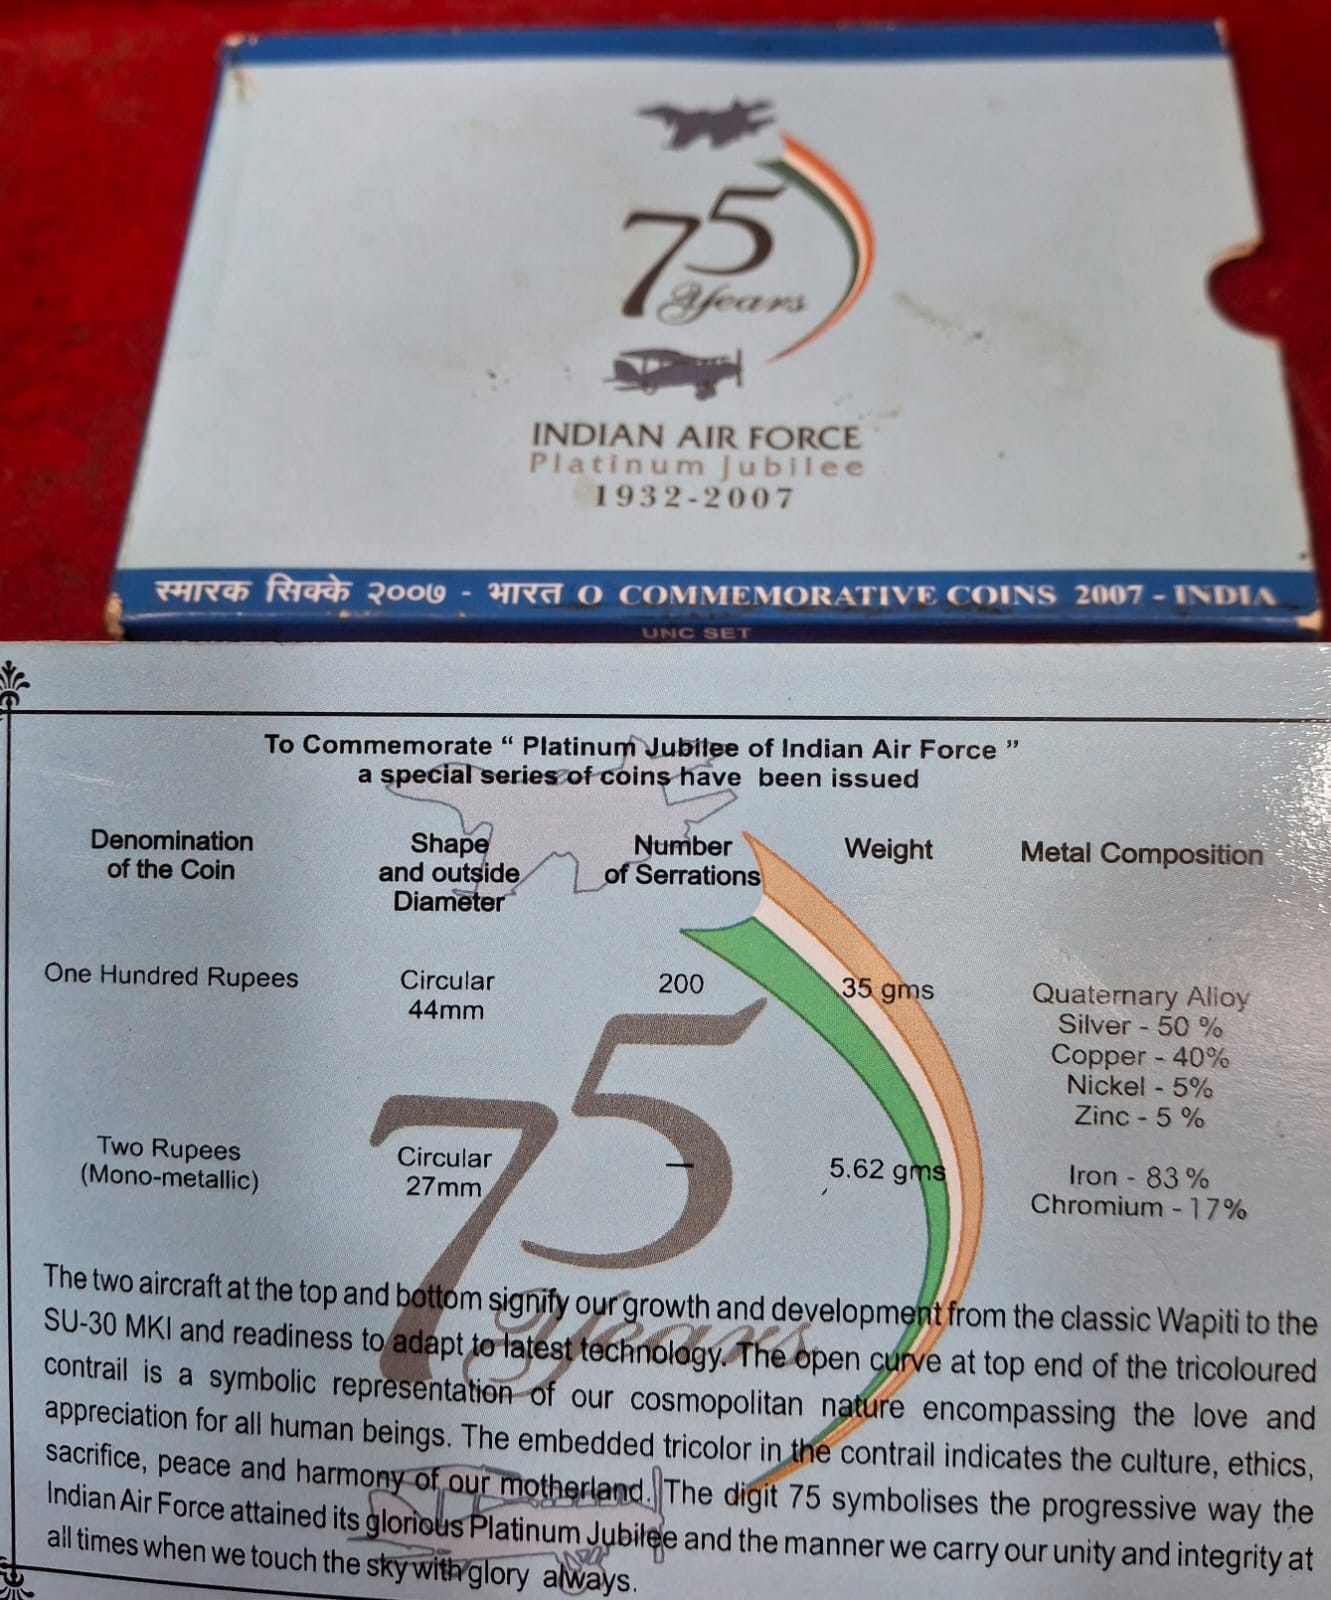 75
Years
INDIAN AIR FORCE
Platinum Jubilee
1932-2007
स्मारक सिक्के २००७ - भारत O COMMEMORATIVE COINS 2007 - INDIA
UNC SET
To Commemorate “ Platinum Jubilee of Indian Air Force ”
a special series of coins have been issued
Denomination of the Coin
Shape and outside Diameter
Number of Serrations
Weight
Metal Composition
One Hundred Rupees
Circular 44mm
200
35 gms
Quaternary Alloy
Silver - 50 %
Copper - 40%
Nickel - 5%
Zinc - 5 %
Two Rupees
(Mono-metallic)
Circular
27mm
—
5.62 gms
Iron - 83 %
Chromium - 17%
75
Years
The two aircraft at the top and bottom signify our growth and development from the classic Wapiti to the
SU-30 MKI and readiness to adapt to latest technology. The open curve at top end of the tricoloured
contrail is a symbolic representation of our cosmopolitan nature encompassing the love and
appreciation for all human beings. The embedded tricolor in the contrail indicates the culture, ethics,
sacrifice, peace and harmony of our motherland. The digit 75 symbolises the progressive way the
Indian Air Force attained its glorious Platinum Jubilee and the manner we carry our unity and integrity at
all times when we touch the sky with glory always.